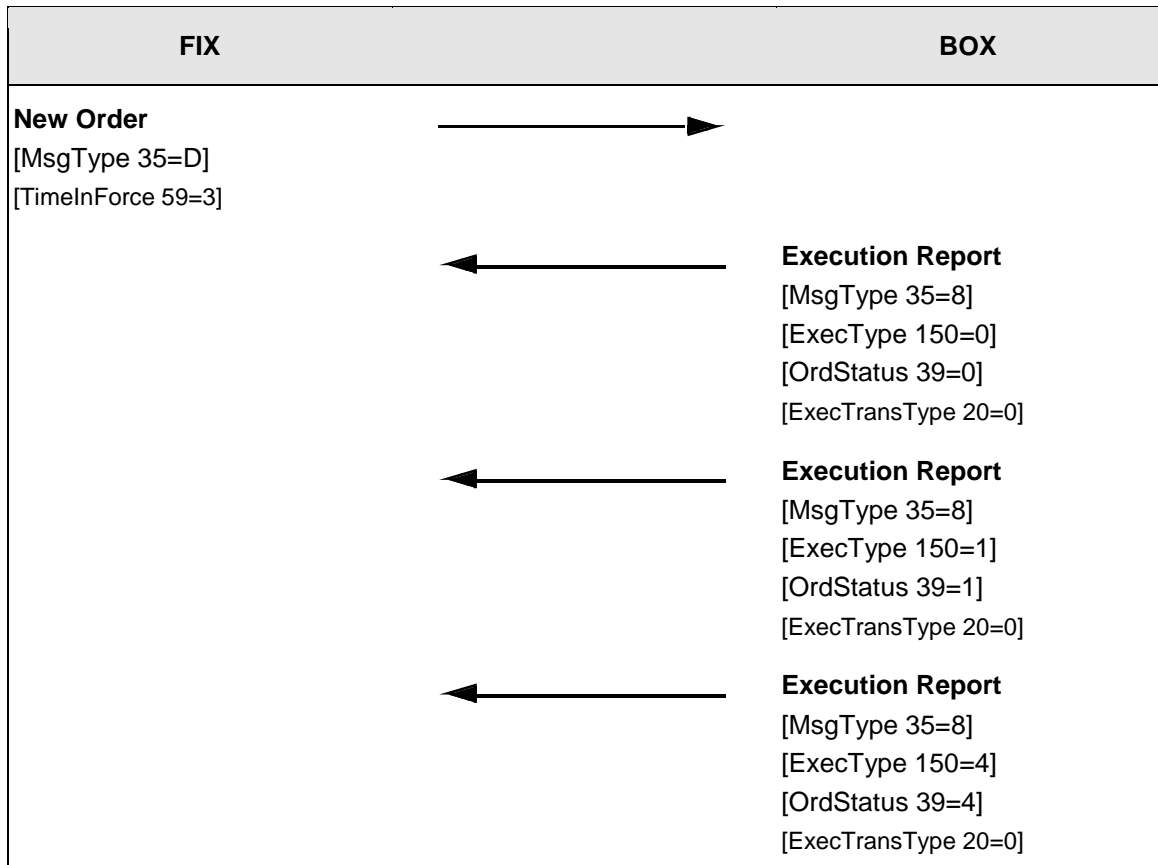 FIX
BOX
New Order
[MsgType 35=D]
[TimeInForce 59=3]
Execution Report
[MsgType 35=8]
[ExecType 150=0]
[OrdStatus 39=0]
[ExecTransType 20=0]
Execution Report
[MsgType 35=8]
[ExecType 150=1]
[OrdStatus 39=1]
[ExecTransType 20=0]
Execution Report
[MsgType 35=8]
[ExecType 150=4]
[OrdStatus 39=4]
[ExecTransType 20=0]